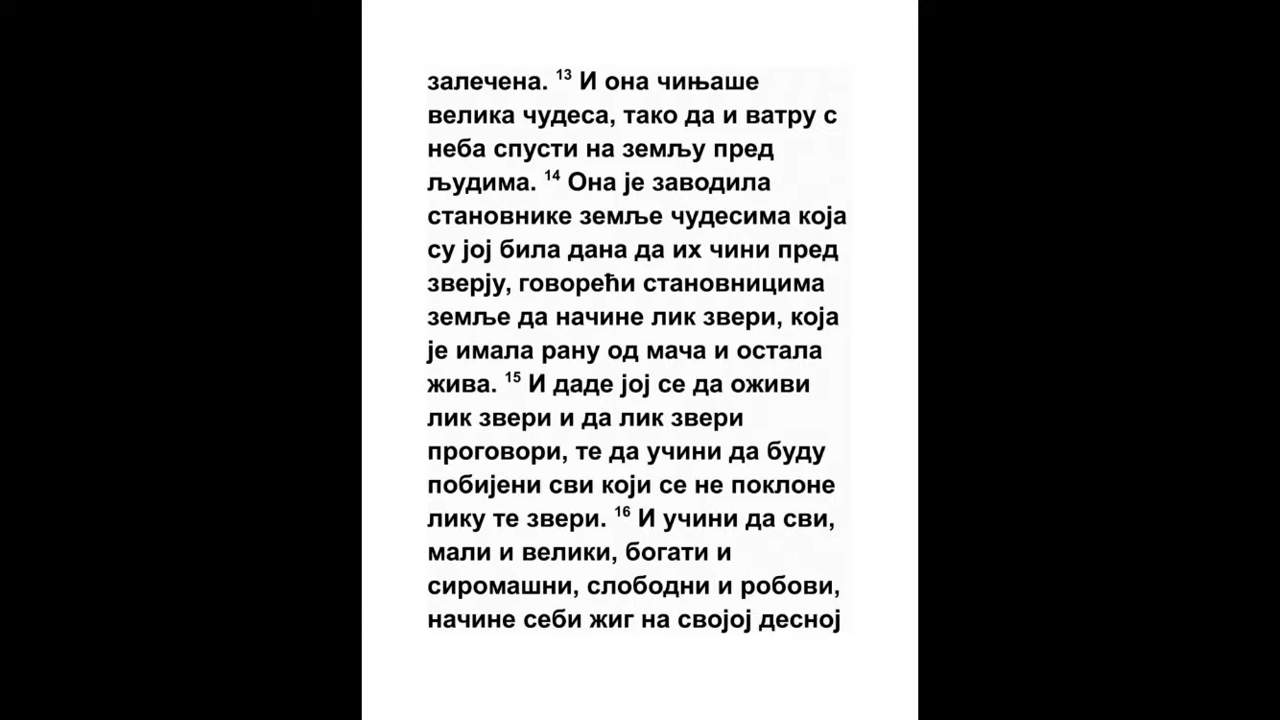 залечена. ¹³ И она чињаше
велика чудеса, тако да и ватру с
неба спусти на земљу пред
људима. ¹⁴ Она је заводила
становнике земље чудесима која
су јој била дана да их чини пред
зверју, говорећи становницима
земље да начине лик звери, која
је имала рану од мача и остала
жива. ¹⁵ И даде јој се да оживи
лик звери и да лик звери
проговори, те да учини да буду
побијени сви који се не поклоне
лику те звери. ¹⁶ И учини да сви,
мали и велики, богати и
сиромашни, слободни и робови,
начине себи жиг на својој десној